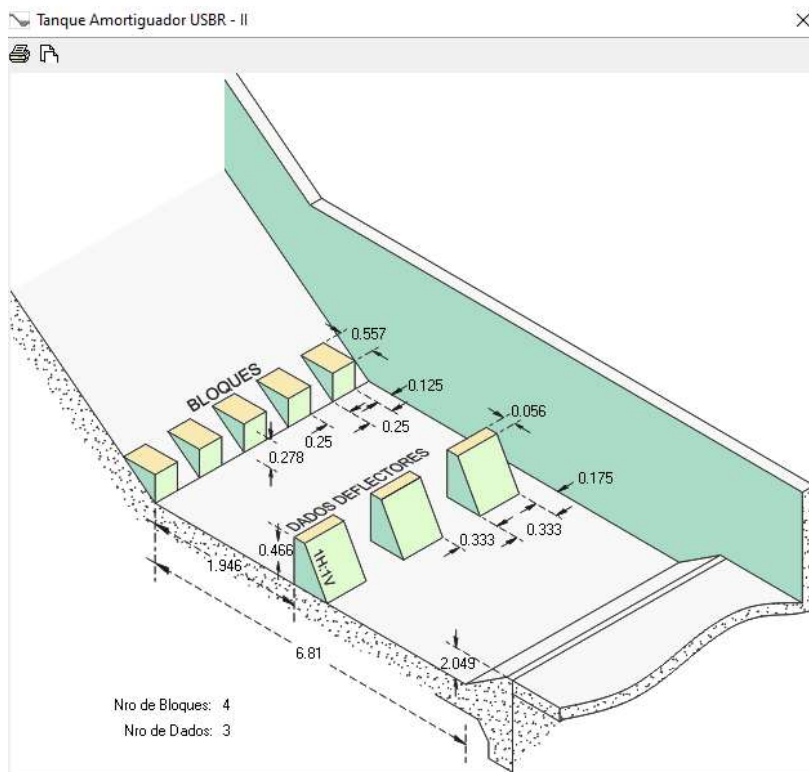 Tanque Amortiguador USBR - II
0.557
BLOQUES
0.125
0.25
0.25
0.056
0.278
DADOS DEFLECTORES
0.175
0.466
1H:1V
0.333
0.333
1.946
6.81
2.049
Nro de Bloques: 4
Nro de Dados: 3